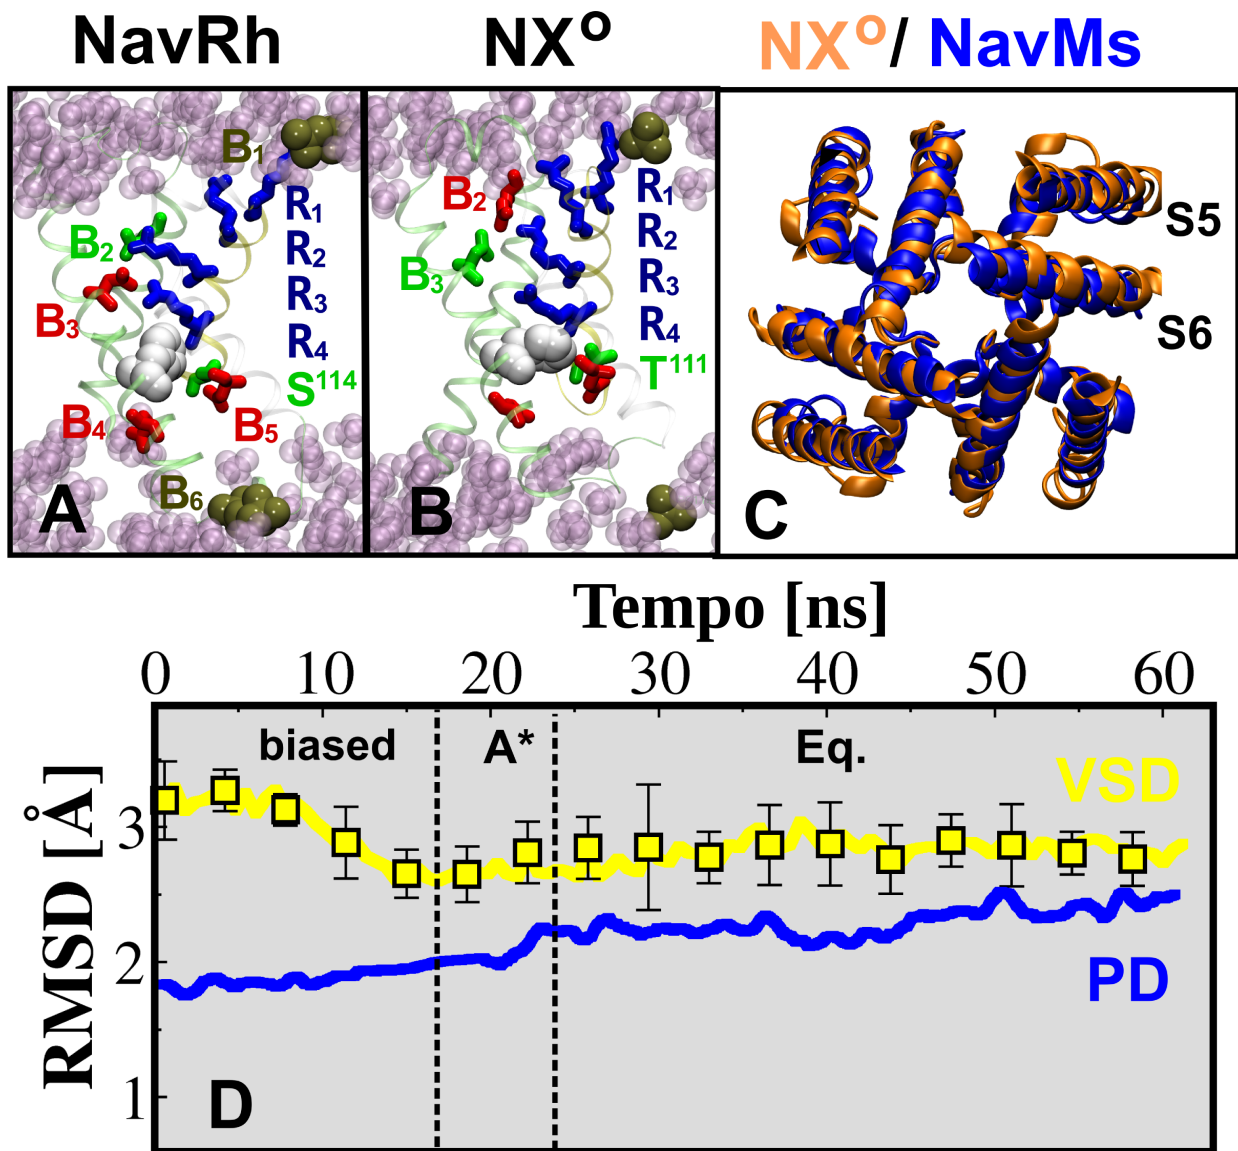 NavRh
NXᴼ
NXᴼ/ NavMs
B₁
R₁
B₂
R₂
R₃
B₃
R₄
S¹¹⁴
B₄
B₅
B₆
A
B₂
R₁
R₂
B₃
R₃
R₄
T¹¹¹
B
S5
S6
C
Tempo [ns]
0 10 20 30 40 50 60
biased A* Eq.
VSD
PD
RMSD [Å]
3
2
1
D